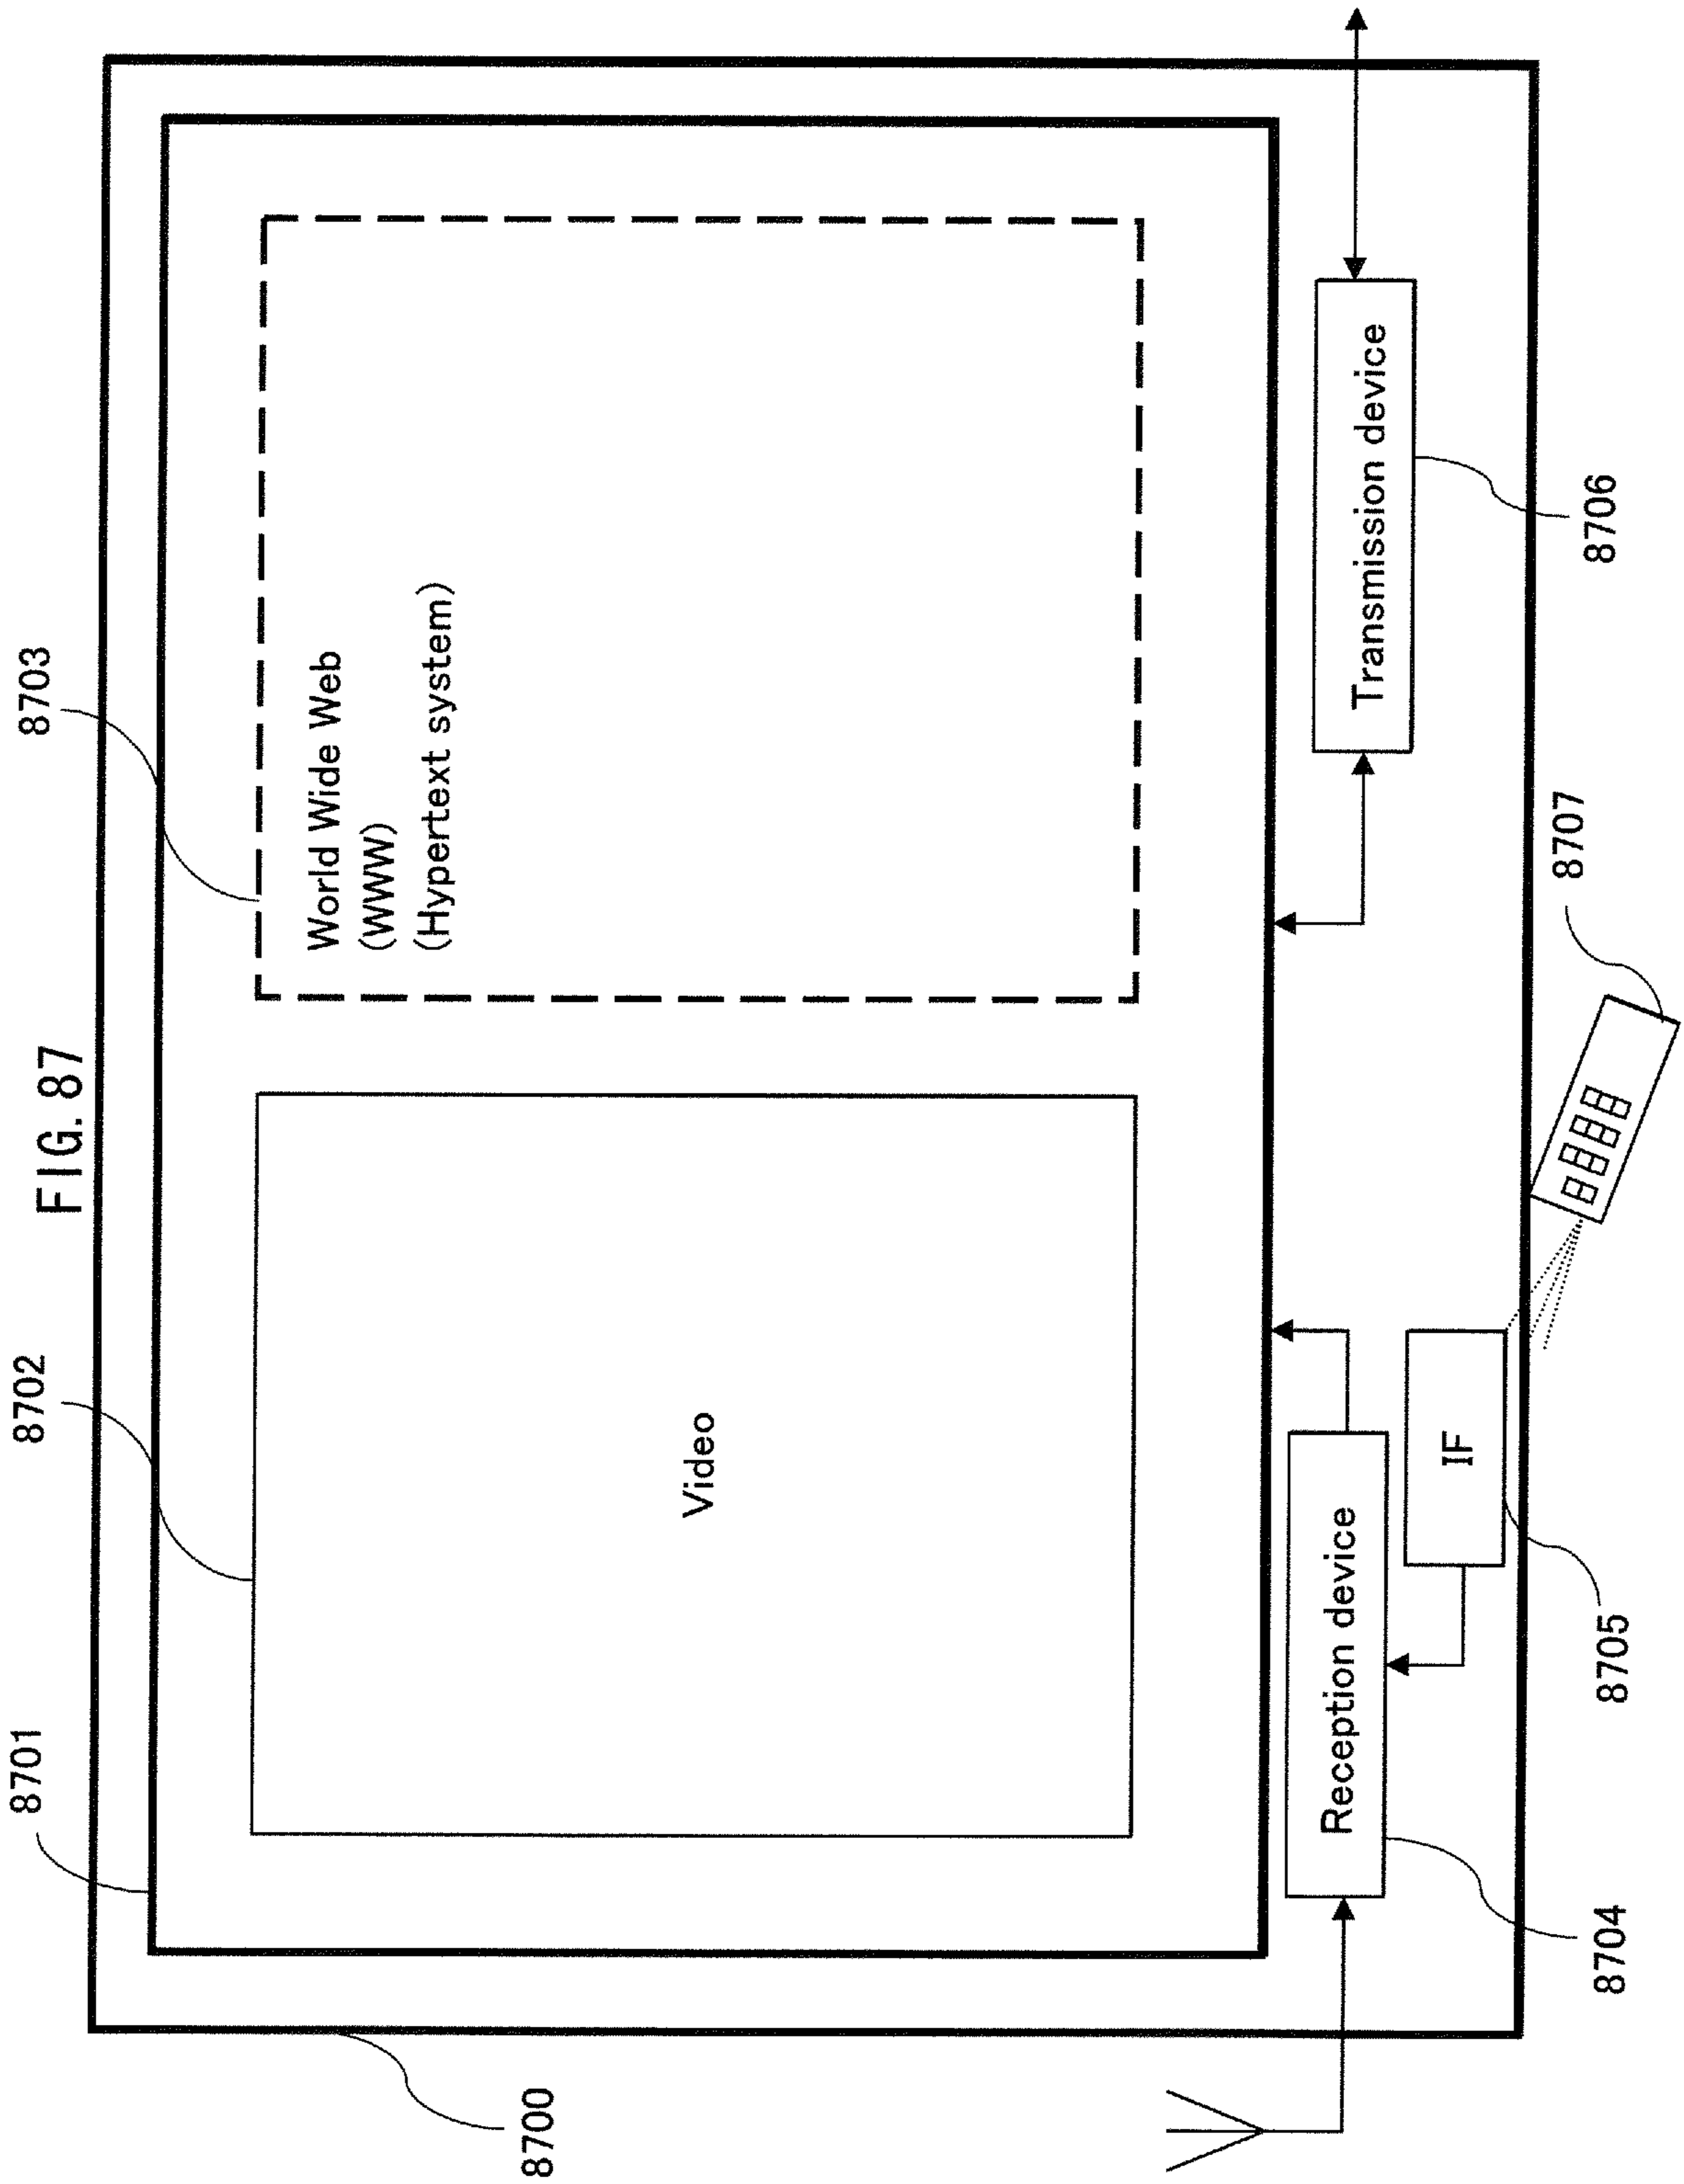 FIG. 87
8700
8701
8702
8703
Video
World Wide Web
(WWW)
(Hypertext system)
Reception device
IF
Transmission device
8704
8705
8707
8706